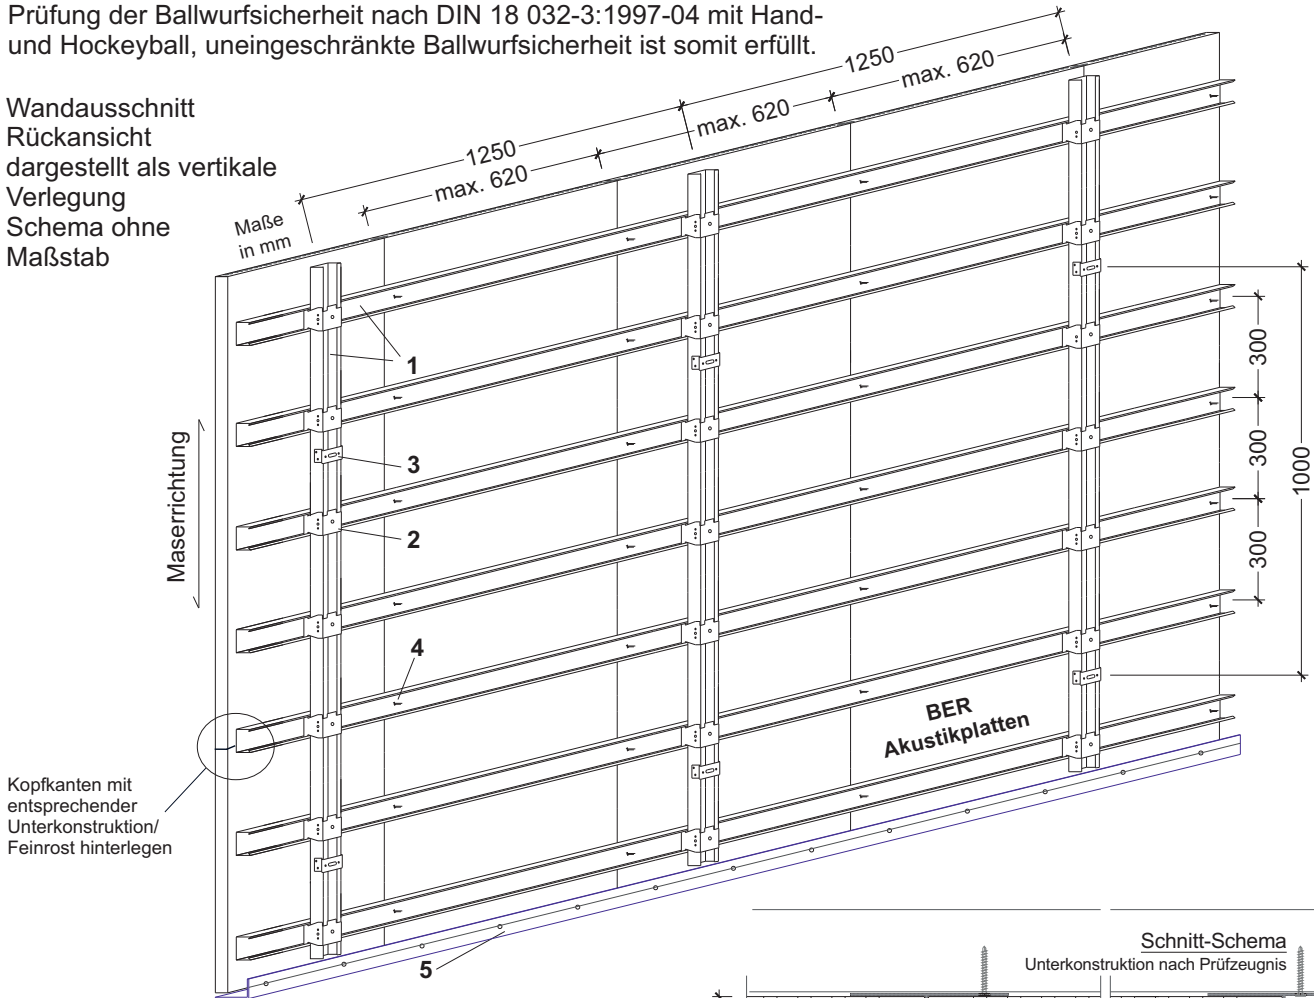 Prüfung der Ballwurfsicherheit nach DIN 18 032-3:1997-04 mit Hand-
und Hockeyball, uneingeschränkte Ballwurfsicherheit ist somit erfüllt.
Wandausschnitt
Rückansicht
dargestellt als vertikale
Verlegung
Schema ohne
Maßstab
Maße
in mm
1250
max. 620
max. 620
1250
max. 620
1
3
2
4
5
Maserrichtung
300
300
300
1000
BER
Akustikplatten
Kopfkanten mit
entsprechender
Unterkonstruktion/
Feinrost hinterlegen
Schnitt-Schema
Unterkonstruktion nach Prüfzeugnis